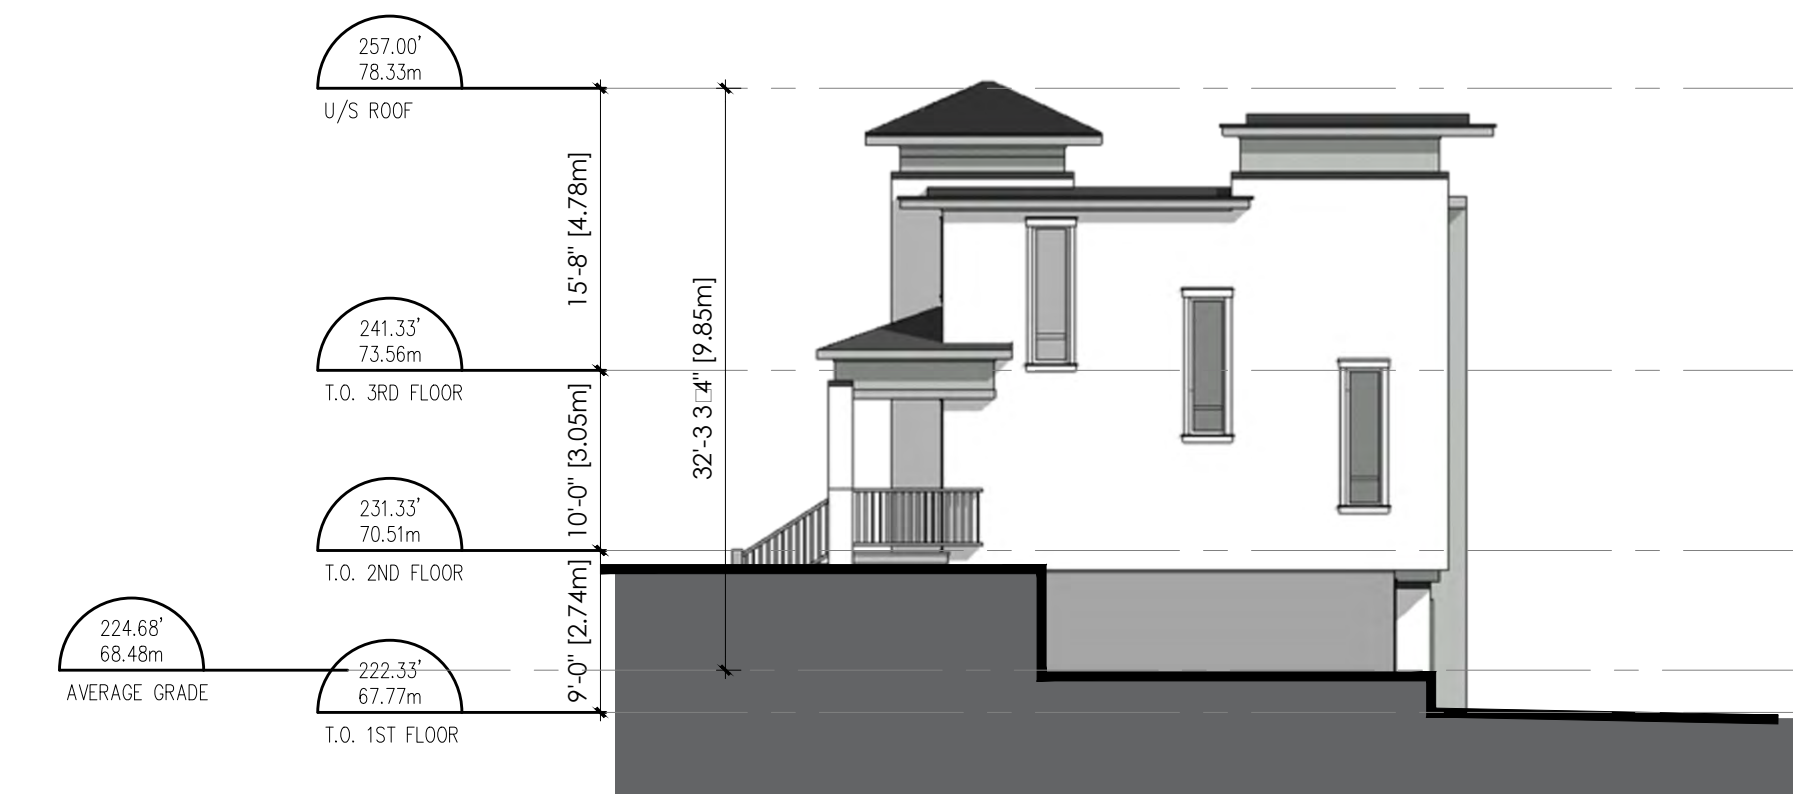 257.00'
78.33m
U/S ROOF
15'-8" [4.78m]
241.33'
73.56m
T.O. 3RD FLOOR
32'-3 3□4" [9.85m]
10'-0" [3.05m]
231.33'
70.51m
T.O. 2ND FLOOR
9'-0" [2.74m]
224.68'
68.48m
AVERAGE GRADE
222.33'
67.77m
T.O. 1ST FLOOR